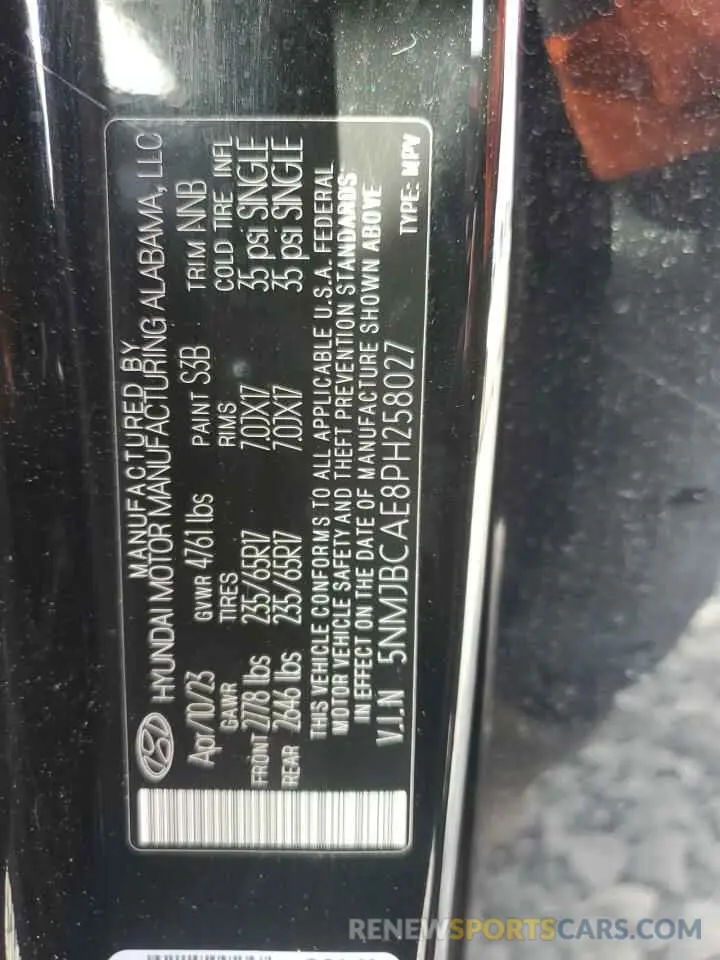 MANUFACTURED BY
HYUNDAI MOTOR MANUFACTURING ALABAMA, LLC
Apr/10/23 GVWR 4761 lbs PAINT S3B TRIM NNB
GAWR TIRES RIMS COLD TIRE INFL
FRONT 2778 lbs 235/65R17 7.0JX17 35 psi SINGLE
REAR 2646 lbs 235/65R17 7.0JX17 35 psi SINGLE
THIS VEHICLE CONFORMS TO ALL APPLICABLE U.S.A. FEDERAL
MOTOR VEHICLE SAFETY AND THEFT PREVENTION STANDARDS
IN EFFECT ON THE DATE OF MANUFACTURE SHOWN ABOVE
V.I.N 5NMJBCAE8PH258027 TYPE: MPV
RENEWSPORTSCARS.COM